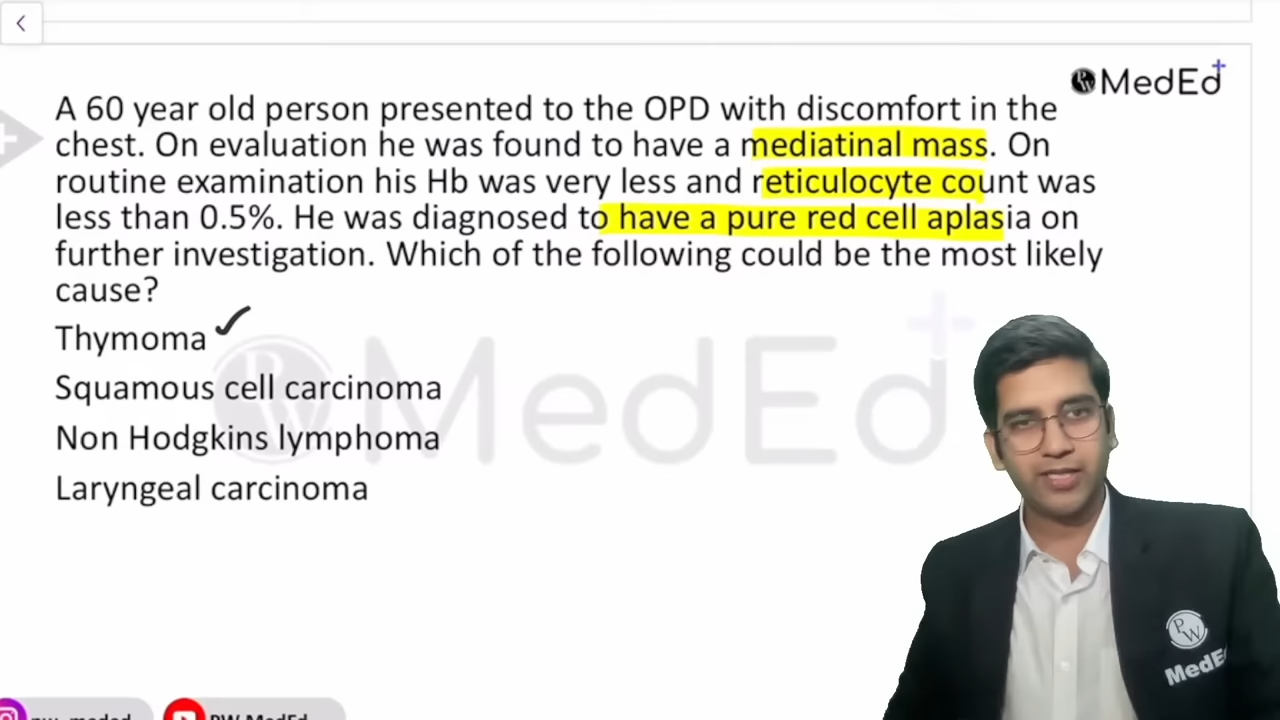 MedEd
A 60 year old person presented to the OPD with discomfort in the
chest. On evaluation he was found to have a mediatinal mass. On
routine examination his Hb was very less and reticulocyte count was
less than 0.5%. He was diagnosed to have a pure red cell aplasia on
further investigation. Which of the following could be the most likely
cause?
Thymoma
Squamous cell carcinoma
Non Hodgkins lymphoma
Laryngeal carcinoma
MedEd
PW
MedEd
pw_meded
PW MedEd